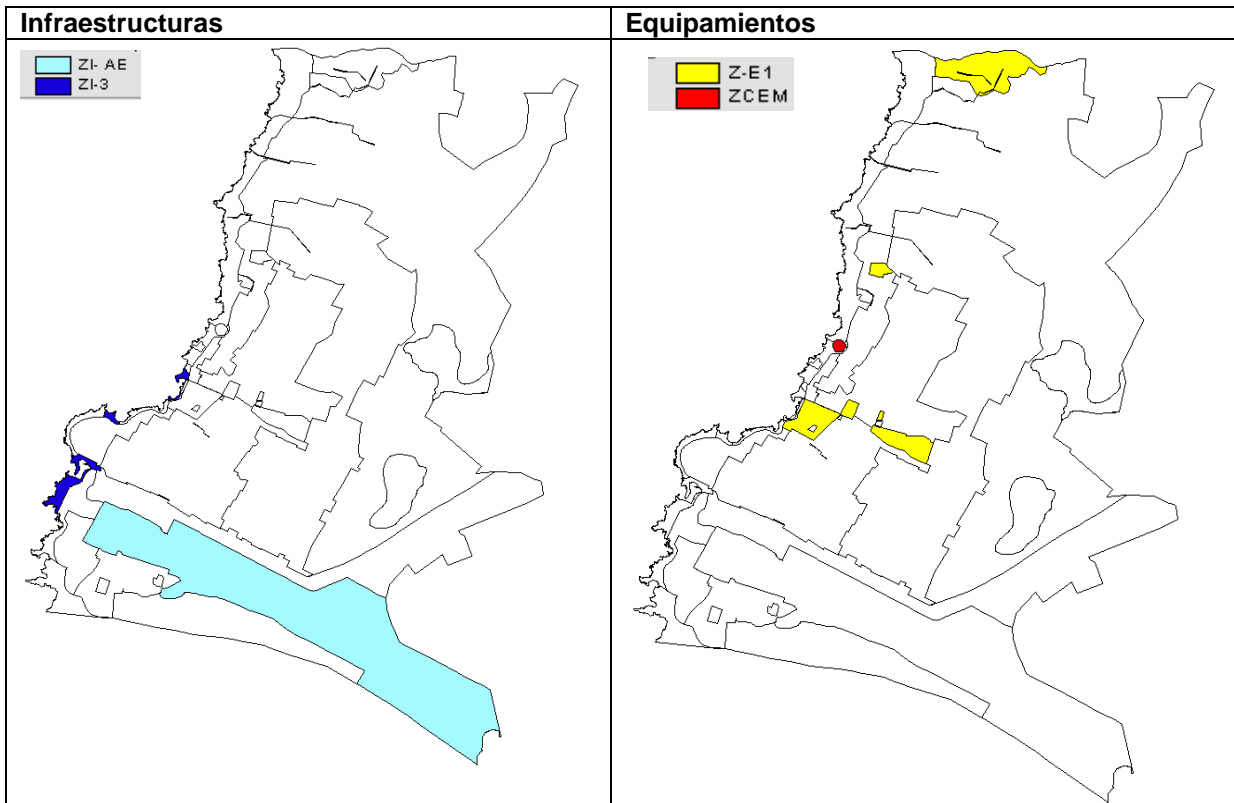 Infraestructuras
Equipamientos
ZI- AE
ZI-3
Z-E1
ZCEM